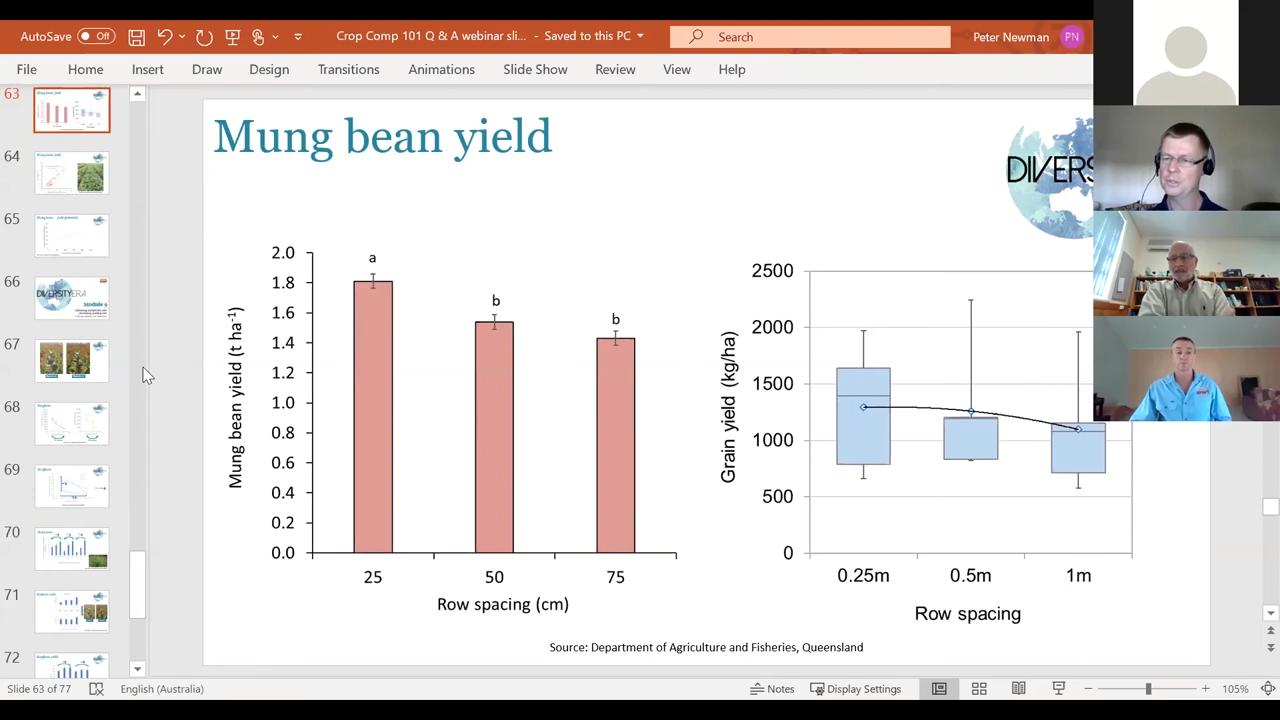 AutoSave Off
Crop Comp 101 Q & A webinar sli... - Saved to this PC
Search
Peter Newman PN
File Home Insert Draw Design Transitions Animations Slide Show Review View Help
63
64
65
66
67
68
69
70
71
72
Mung bean yield
DIVERS
Mung bean yield (t ha-1)
2.0
1.8
1.6
1.4
1.2
1.0
0.8
0.6
0.4
0.2
0.0
a
b
b
25 50 75
Row spacing (cm)
Grain yield (kg/ha)
2500
2000
1500
1000
500
0
0.25m 0.5m 1m
Row spacing
Source: Department of Agriculture and Fisheries, Queensland
Slide 63 of 77 English (Australia) Notes Display Settings 105%